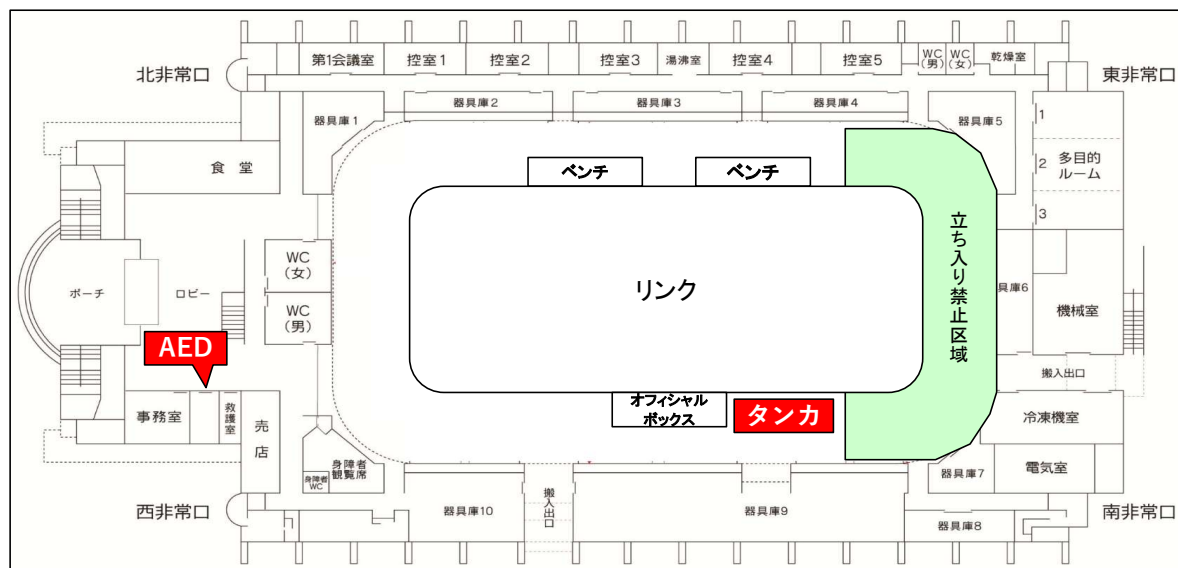 北非常口
第1会議室
控室1
控室2
控室3
湯沸室
控室4
控室5
WC
(男)
WC
(女)
乾燥室
東非常口
器具庫1
器具庫2
器具庫3
器具庫4
器具庫5
1
2
3
多目的
ルーム
食 堂
ベンチ
ベンチ
WC
(女)
WC
(男)
ポーチ
ロビー
リンク
立ち入り禁止区域
具庫6
機械室
AED
搬入出口
事務室
救護室
売店
オフィシャル
ボックス
タンカ
冷凍機室
身障者
観覧席
身障者
WC
器具庫7
電気室
西非常口
器具庫10
搬入出口
器具庫9
器具庫8
南非常口